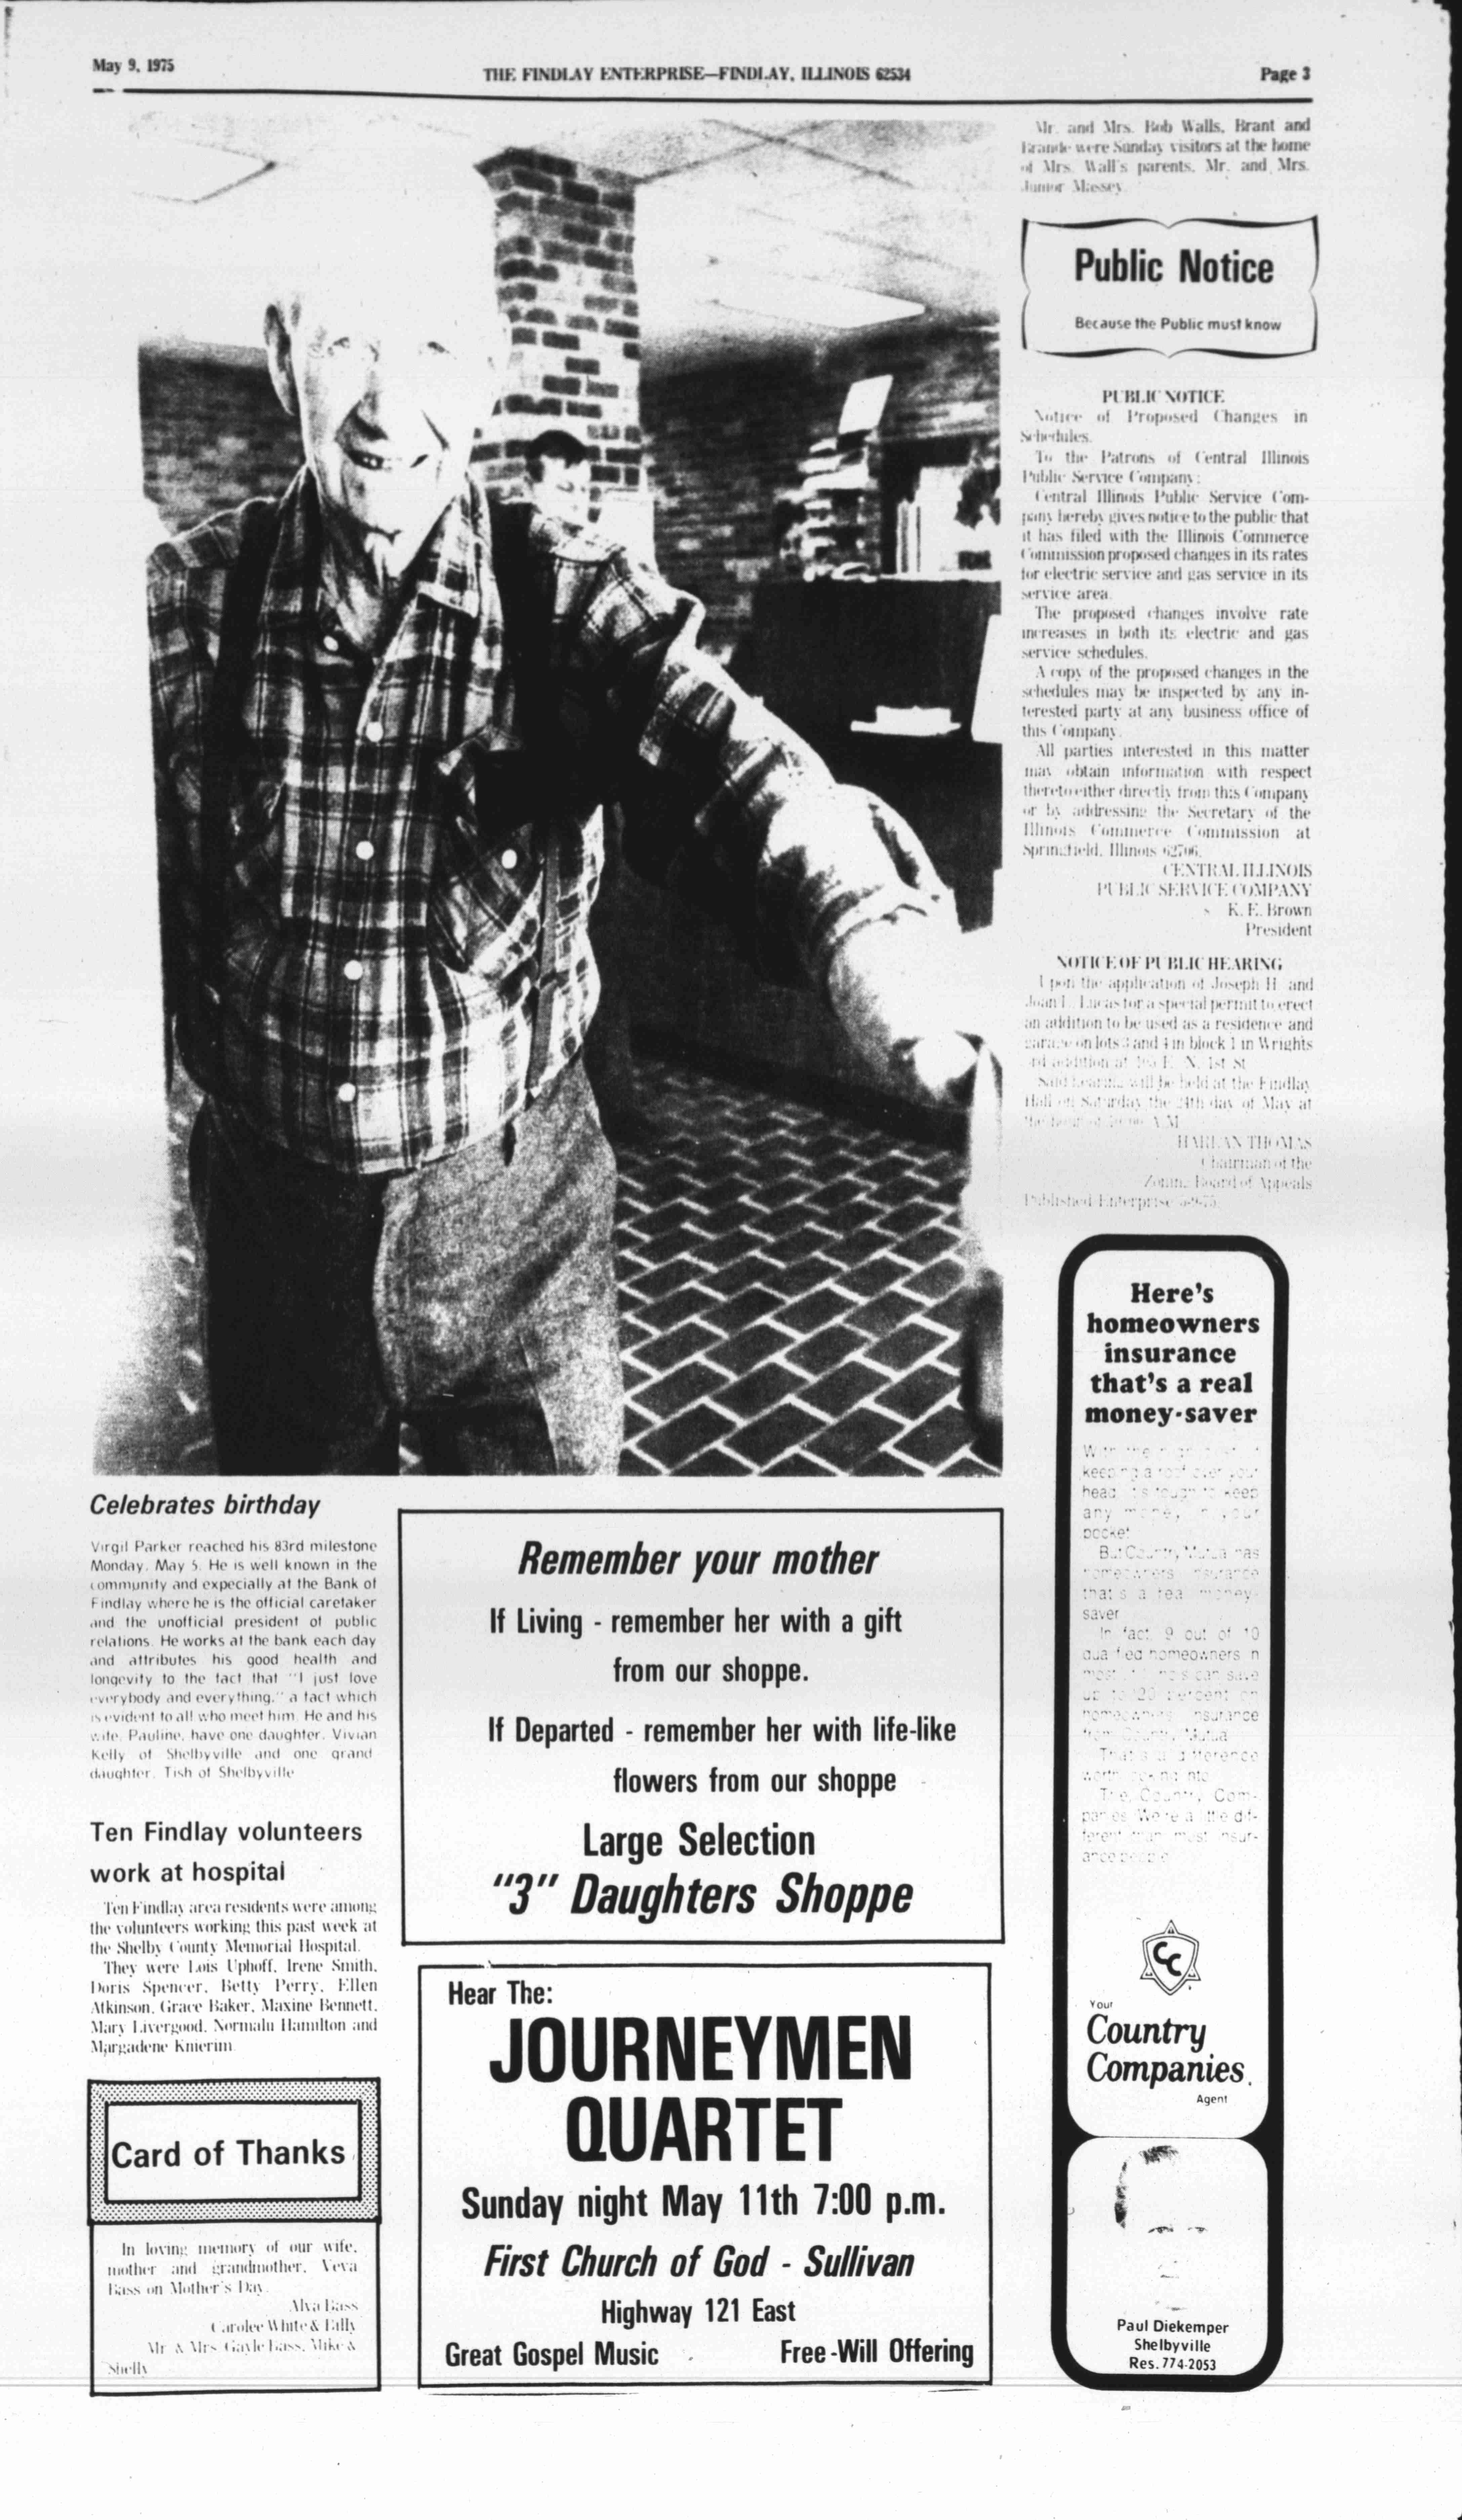 May 9, 1975
THE FINDLAY ENTERPRISE—FINDLAY, ILLINOIS 62534
Page 3
Celebrates birthday
Virgil Parker reached his 83rd milestone
Monday, May 5. He is well known in the
community and expecially at the Bank of
Findlay where he is the official caretaker
and the unofficial president of public
relations. He works at the bank each day
and attributes his good health and
longevity to the fact that "I just love
everybody and everything." a fact which
is evident to all who meet him. He and his
wife, Pauline, have one daughter, Vivian
Kelly of Shelbyville and one grand
daughter, Tish of Shelbyville
Ten Findlay volunteers
work at hospital
Ten Findlay area residents were among
the volunteers working this past week at
the Shelby County Memorial Hospital.
They were Lois Uphoff, Irene Smith,
Doris Spencer, Betty Perry, Ellen
Atkinson, Grace Baker, Maxine Bennett,
Mary Livergood, Normalu Hamilton and
Margadene Knierim.
Card of Thanks
In loving memory of our wife,
mother and grandmother, Veva
Bass on Mother's Day.
Alva Bass
Carolee White & Billy
Mr. & Mrs. Gayle Bass, Mike &
Shelly
Remember your mother
If Living - remember her with a gift
from our shoppe.
If Departed - remember her with life-like
flowers from our shoppe
Large Selection
"3" Daughters Shoppe
Hear The:
JOURNEYMEN
QUARTET
Sunday night May 11th 7:00 p.m.
First Church of God - Sullivan
Highway 121 East
Great Gospel Music
Free-Will Offering
Mr. and Mrs. Bob Walls, Brant and
Brande were Sunday visitors at the home
of Mrs. Wall's parents, Mr. and Mrs.
Junior Massey.
Public Notice
Because the Public must know
PUBLIC NOTICE
Notice of Proposed Changes in
Schedules.
To the Patrons of Central Illinois
Public Service Company:
Central Illinois Public Service Com-
pany hereby gives notice to the public that
it has filed with the Illinois Commerce
Commission proposed changes in its rates
for electric service and gas service in its
service area.
The proposed changes involve rate
increases in both its electric and gas
service schedules.
A copy of the proposed changes in the
schedules may be inspected by any in-
terested party at any business office of
this Company.
All parties interested in this matter
may obtain information with respect
thereto either directly from this Company
or by addressing the Secretary of the
Illinois Commerce Commission at
Springfield, Illinois 62706.
CENTRAL ILLINOIS
PUBLIC SERVICE COMPANY
K. E. Brown
President
NOTICE OF PUBLIC HEARING
Upon the application of Joseph H. and
Joan L. Lucas for a special permit to erect
an addition to be used as a residence and
garage on lots 3 and 4 in block 1 in Wrights
addition at E. N. 1st St.
Said hearing will be held at the Findlay
Hall on Saturday the 24th day of May at
the hour of A.M.
HARLAN THOMAS
Chairman of the
Zoning Board of Appeals
Published Enterprise
Here's
homeowners
insurance
that's a real
money-saver
With the
keeping a roof over your
head, it's tough to keep
any money in your
pocket.
But Country Mutual has
homeowners insurance
that's a real money-
saver.
In fact, 9 out of 10
qualified homeowners in
most can save
up to 20 percent on
homeowners insurance
from Country Mutual.
That's a difference
worth looking into.
The Country Com-
panies. We're a little dif-
ferent than most insur-
ance people.
CC
Your
Country
Companies.
Agent
Paul Diekemper
Shelbyville
Res. 774-2053